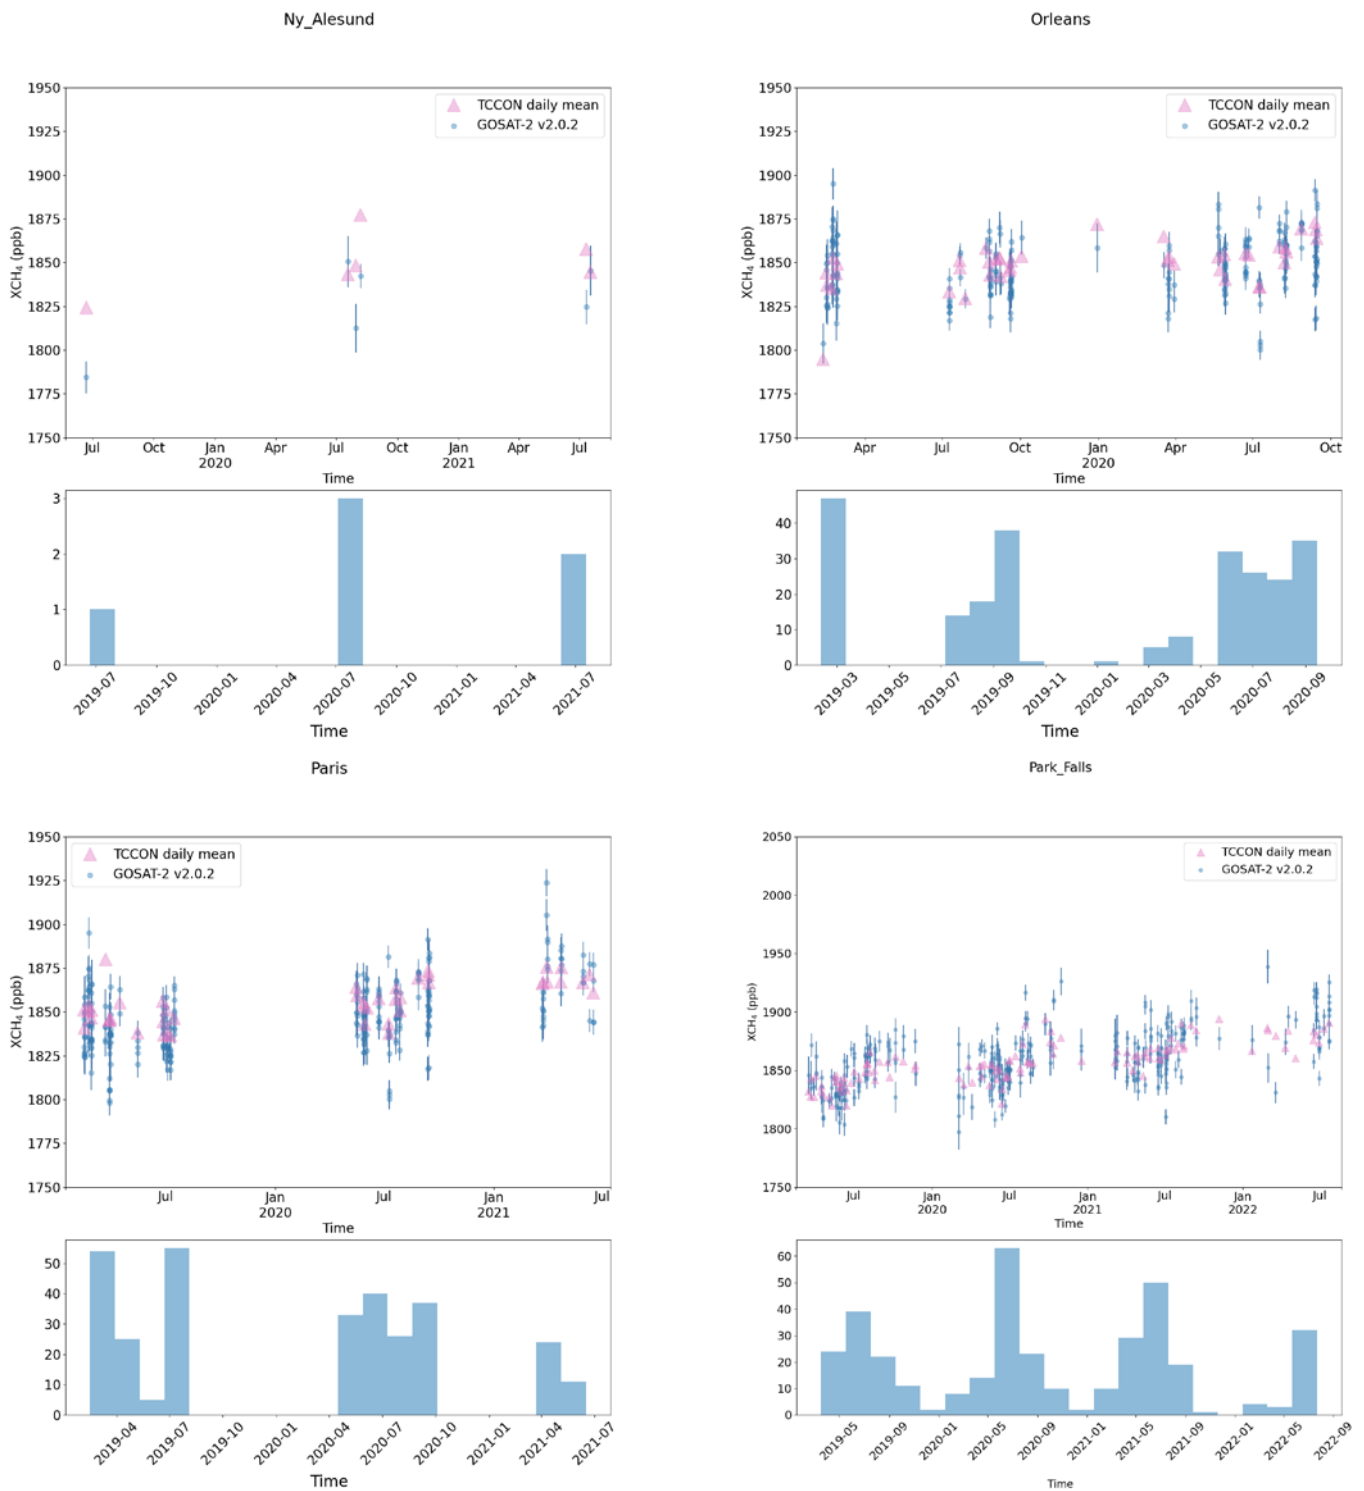 Ny_Alesund
1950
1925
1900
1875
1850
1825
1800
1775
1750
XCH₄ (ppb)
TCCON daily mean
GOSAT-2 v2.0.2
Jul Oct Jan Apr Jul Oct Jan Apr Jul
2020 2021
Time
3
2
1
0
2019-07 2019-10 2020-01 2020-04 2020-07 2020-10 2021-01 2021-04 2021-07
Time
Orleans
1950
1925
1900
1875
1850
1825
1800
1775
1750
XCH₄ (ppb)
TCCON daily mean
GOSAT-2 v2.0.2
Apr Jul Oct Jan Apr Jul Oct
2020
Time
40
30
20
10
0
2019-03 2019-05 2019-07 2019-09 2019-11 2020-01 2020-03 2020-05 2020-07 2020-09
Time
Paris
1950
1925
1900
1875
1850
1825
1800
1775
1750
XCH₄ (ppb)
TCCON daily mean
GOSAT-2 v2.0.2
Jul Jan Jul Jan Jul
2020 2021
Time
50
40
30
20
10
0
2019-04 2019-07 2019-10 2020-01 2020-04 2020-07 2020-10 2021-01 2021-04 2021-07
Time
Park_Falls
2050
2000
1950
1900
1850
1800
1750
XCH₄ (ppb)
TCCON daily mean
GOSAT-2 v2.0.2
Jul Jan Jul Jan Jul Jan Jul
2020 2021 2022
Time
60
50
40
30
20
10
0
2019-05 2019-09 2020-01 2020-05 2020-09 2021-01 2021-05 2021-09 2022-01 2022-05 2022-09
Time